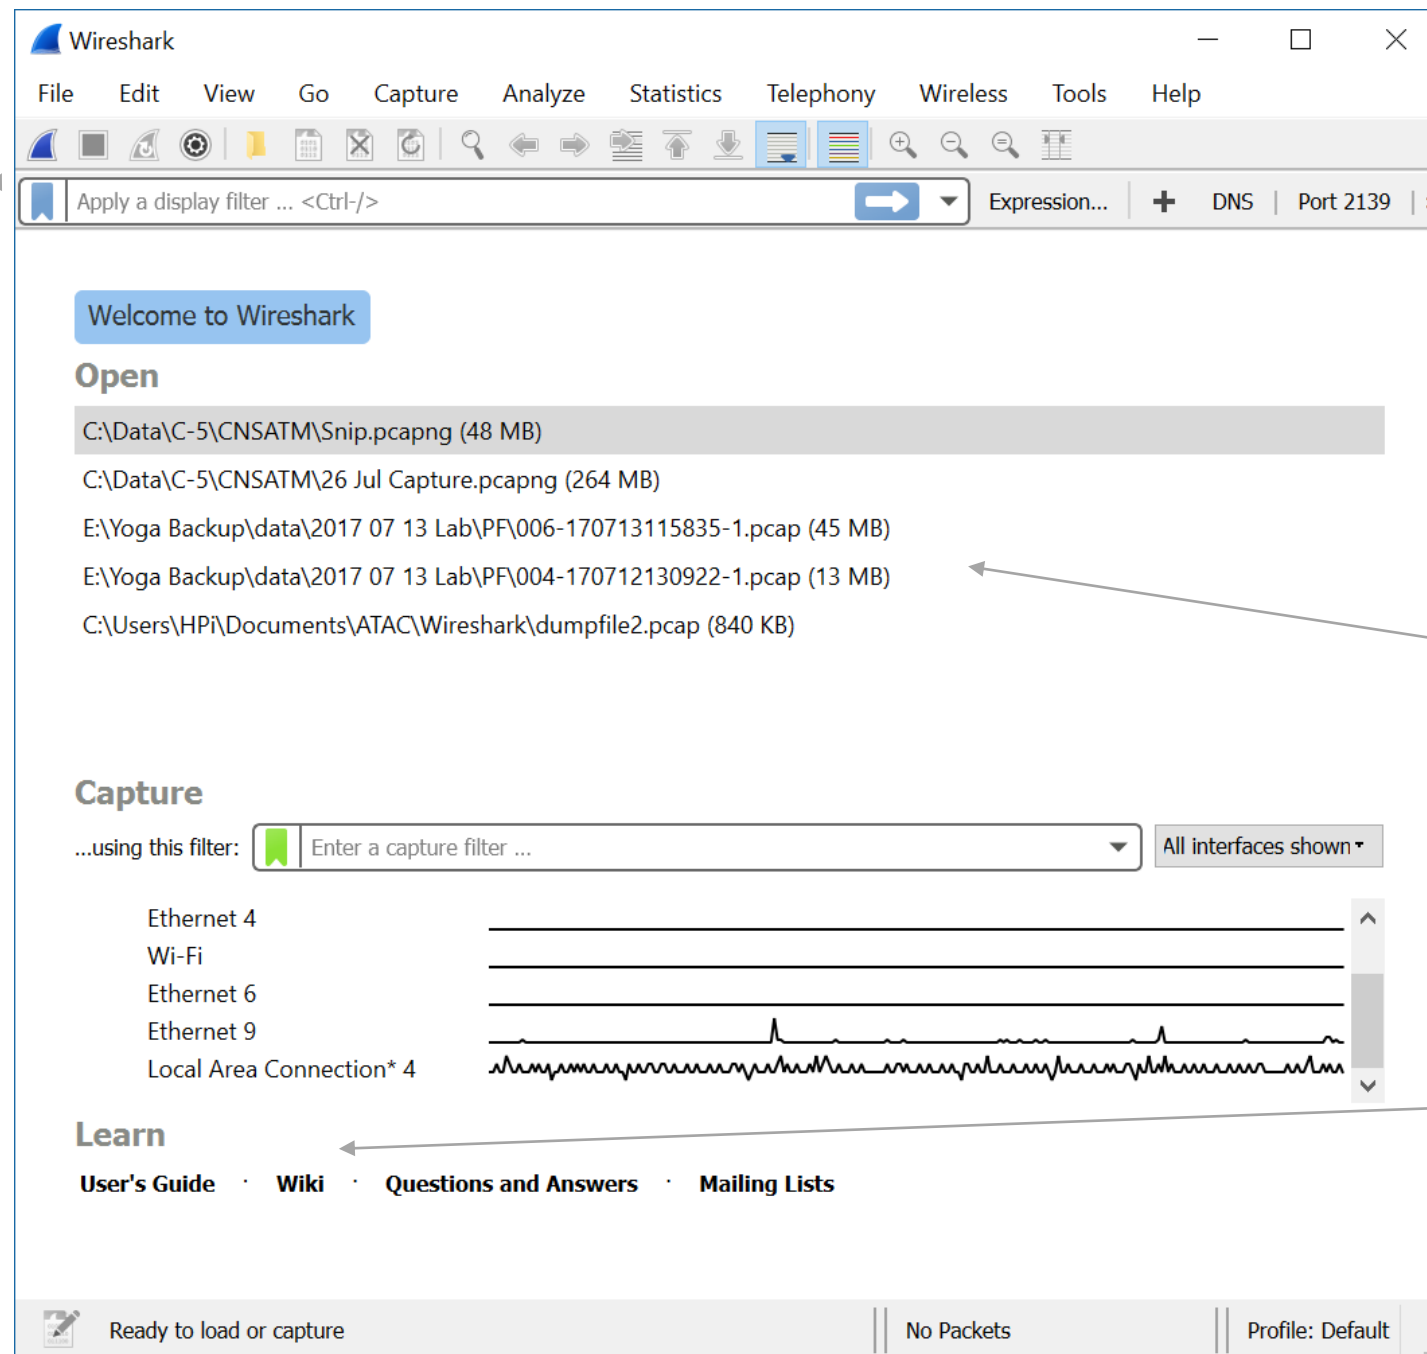 Wireshark
File Edit View Go Capture Analyze Statistics Telephony Wireless Tools Help
Apply a display filter ... <Ctrl-/> Expression... DNS | Port 2139 |
Welcome to Wireshark
Open
C:\Data\C-5\CNSATM\Snip.pcapng (48 MB)
C:\Data\C-5\CNSATM\26 Jul Capture.pcapng (264 MB)
E:\Yoga Backup\data\2017 07 13 Lab\PF\006-170713115835-1.pcap (45 MB)
E:\Yoga Backup\data\2017 07 13 Lab\PF\004-170712130922-1.pcap (13 MB)
C:\Users\HPi\Documents\ATAC\Wireshark\dumpfile2.pcap (840 KB)
Capture
...using this filter: Enter a capture filter ... All interfaces shown
Ethernet 4
Wi-Fi
Ethernet 6
Ethernet 9
Local Area Connection* 4
Learn
User's Guide · Wiki · Questions and Answers · Mailing Lists
Ready to load or capture No Packets Profile: Default